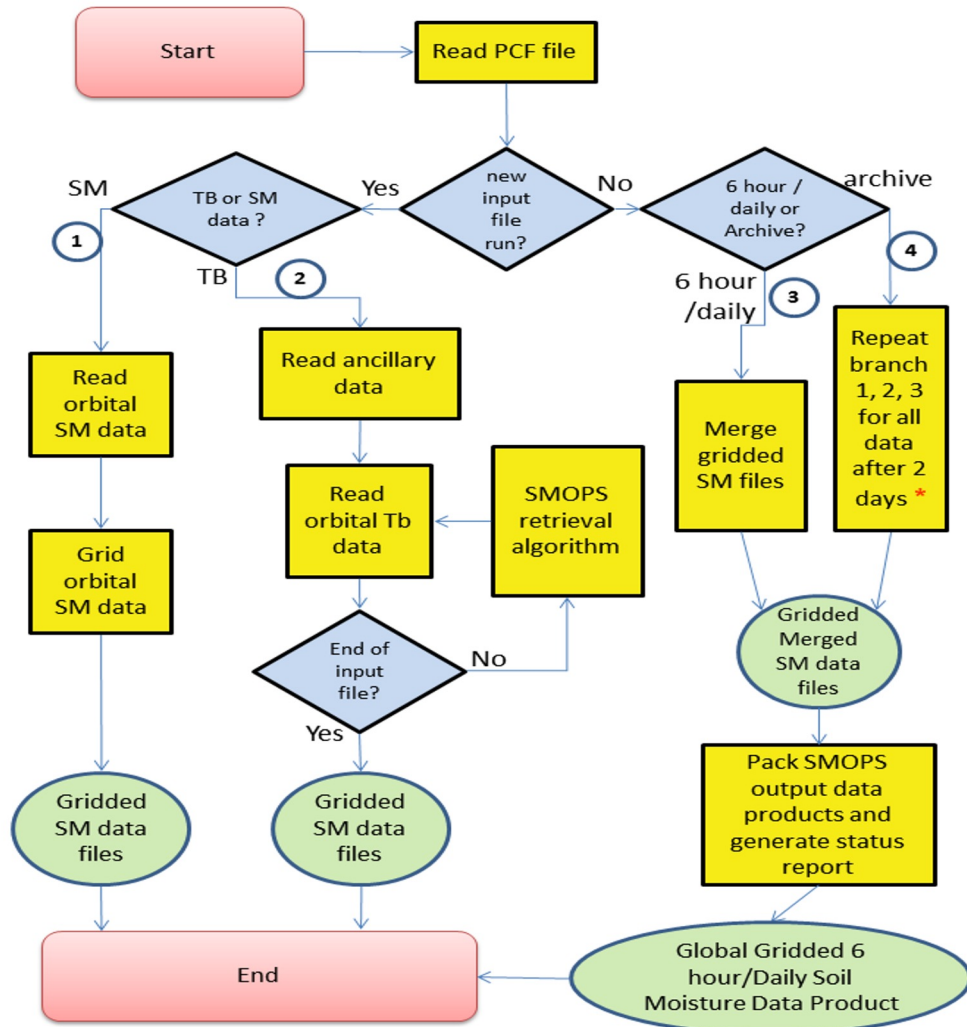 Start
Read PCF file
SM
TB or SM
data ?
Yes
new
input
file
run?
No
6 hour /
daily or
Archive?
archive
1
TB
2
6 hour
/daily
3
4
Read
orbital
SM data
Read ancillary
data
Merge
gridded
SM files
Repeat
branch
1, 2, 3
for all
data
after 2
days *
Read
orbital Tb
data
SMOPS
retrieval
algorithm
Grid
orbital
SM data
End of
input
file?
No
Yes
Gridded
Merged
SM data
files
Gridded
SM data
files
Gridded
SM data
files
Pack SMOPS
output data
products and
generate status
report
End
Global Gridded 6
hour/Daily Soil
Moisture Data Product